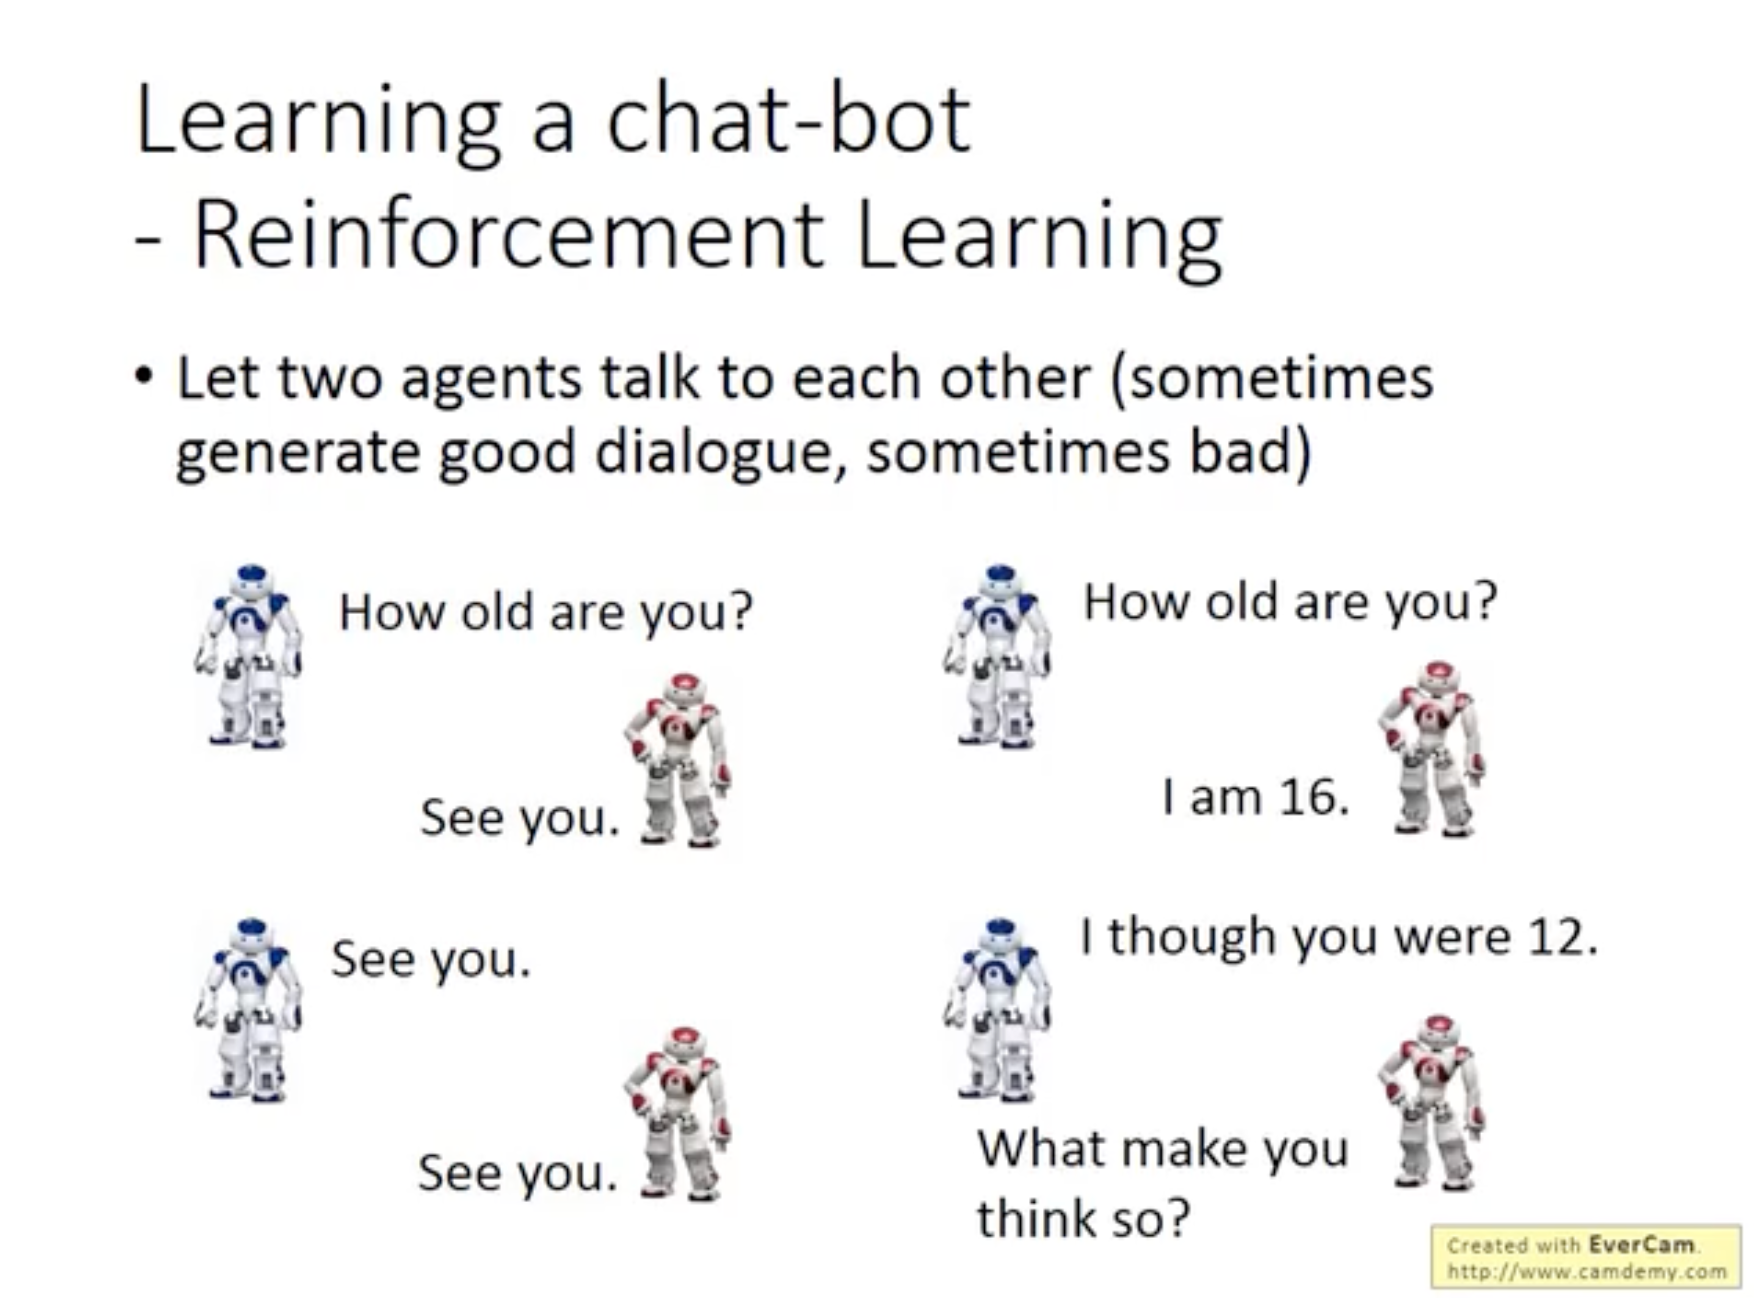 Learning a chat-bot
- Reinforcement Learning
• Let two agents talk to each other (sometimes
generate good dialogue, sometimes bad)
How old are you?
See you.
See you.
See you.
How old are you?
I am 16.
I though you were 12.
What make you
think so?
Created with EverCam.
http://www.camdemy.com